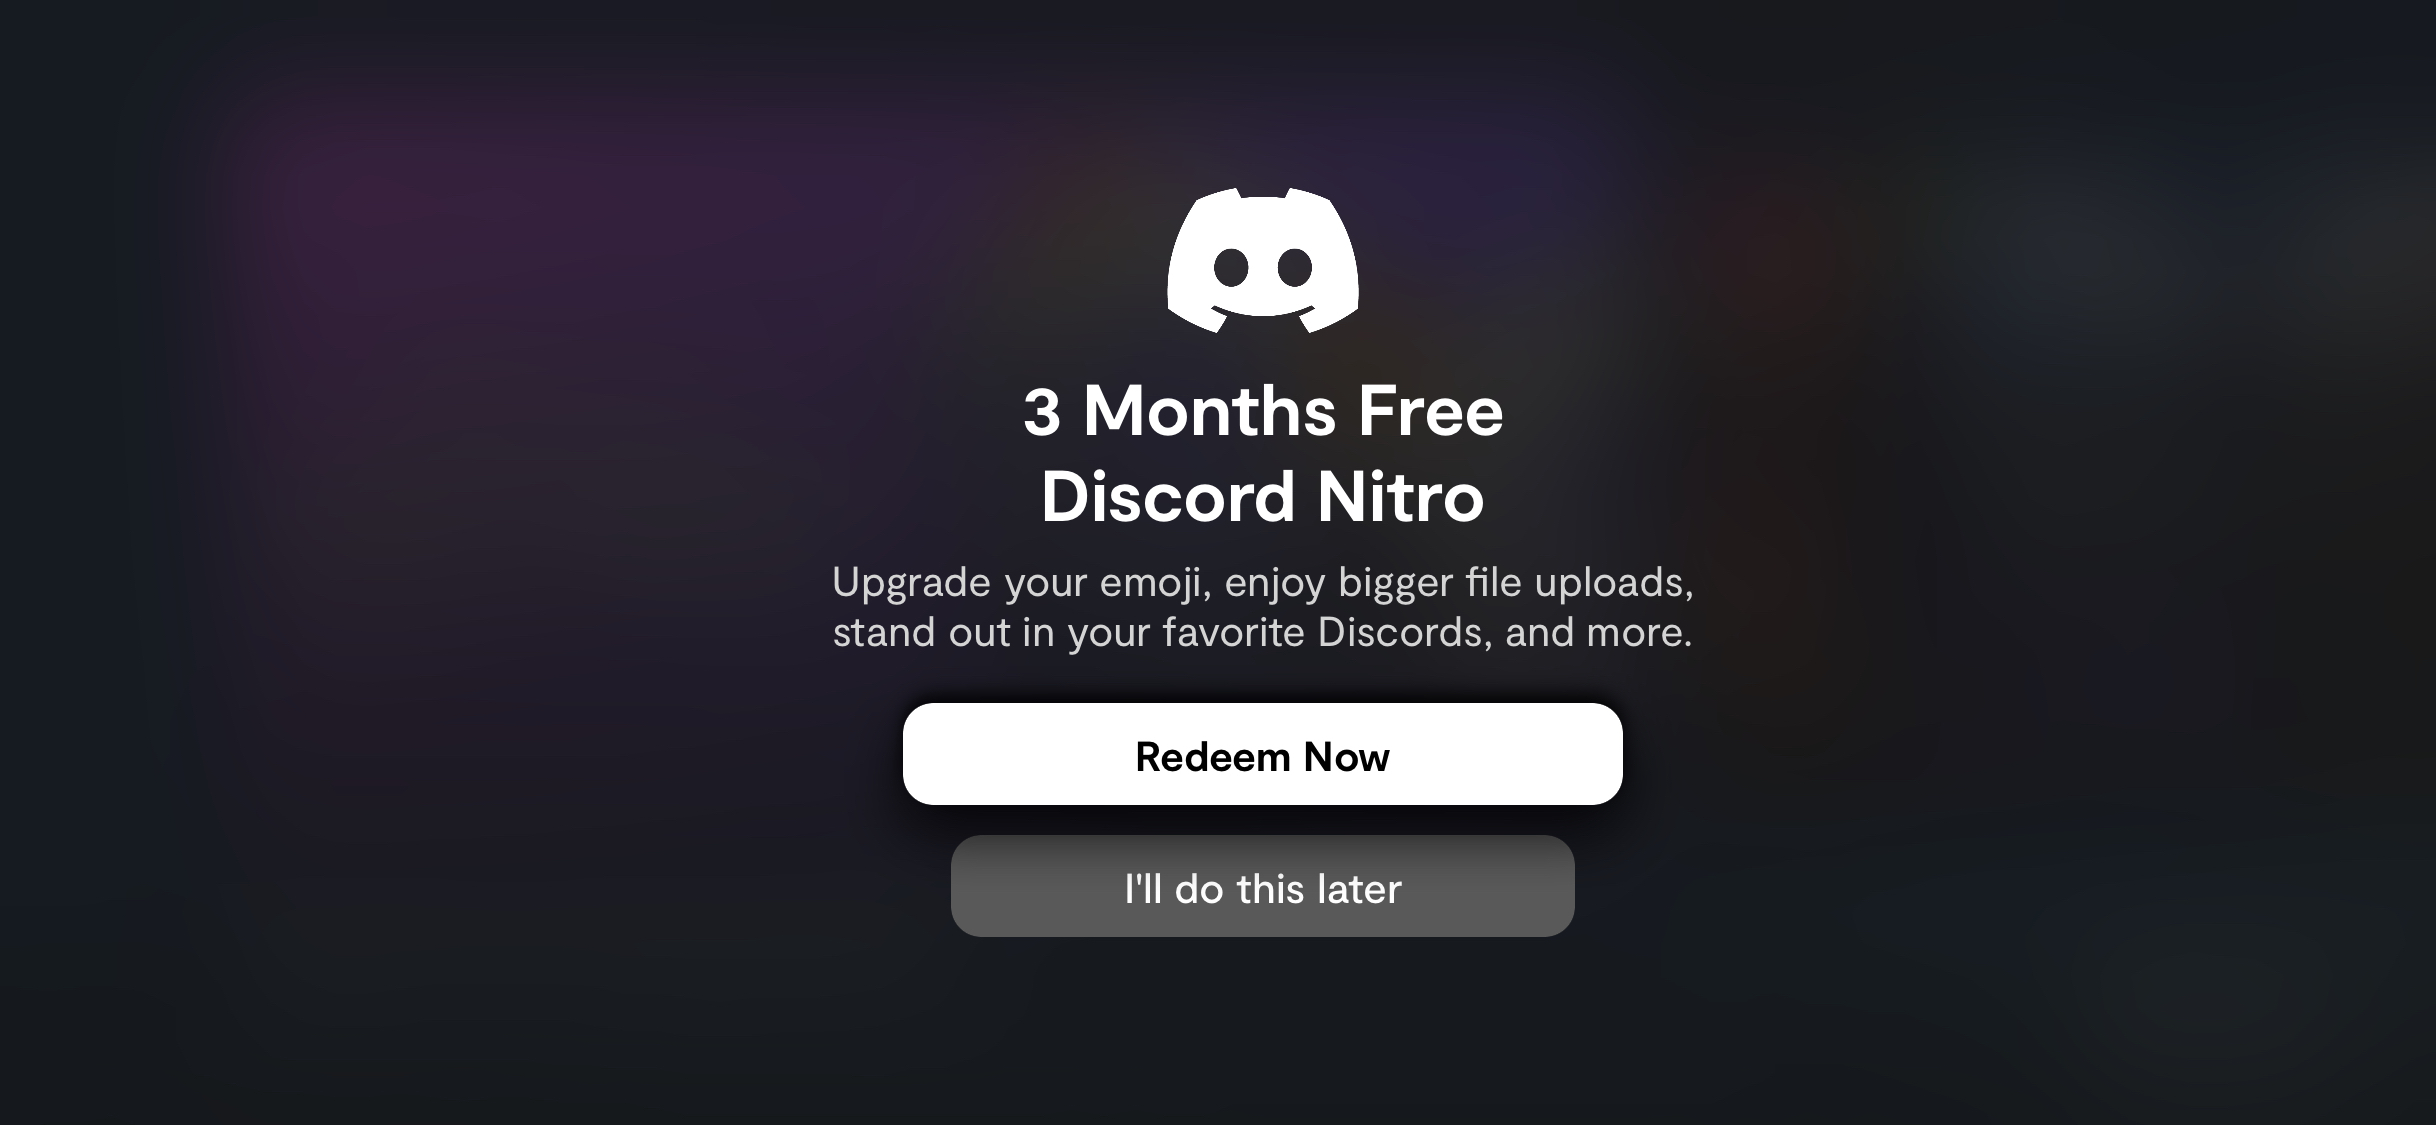 3 Months Free
Discord Nitro
Upgrade your emoji, enjoy bigger file uploads,
stand out in your favorite Discords, and more.
Redeem Now
I'll do this later